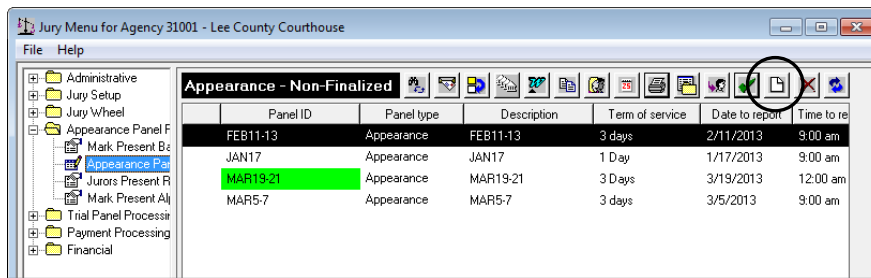 Jury Menu for Agency 31001 - Lee County Courthouse
File Help
Administrative
Jury Setup
Jury Wheel
Appearance Panel P
Mark Present Ba
Appearance Pan
Jurors Present R
Mark Present Alp
Trial Panel Processin
Payment Processing
Financial
Appearance - Non-Finalized
Panel ID Panel type Description Term of service Date to report Time to re
FEB11-13 Appearance FEB11-13 3 days 2/11/2013 9:00 am
JAN17 Appearance JAN17 1 Day 1/17/2013 9:00 am
MAR19-21 Appearance MAR19-21 3 Days 3/19/2013 12:00 am
MAR5-7 Appearance MAR5-7 3 days 3/5/2013 9:00 am